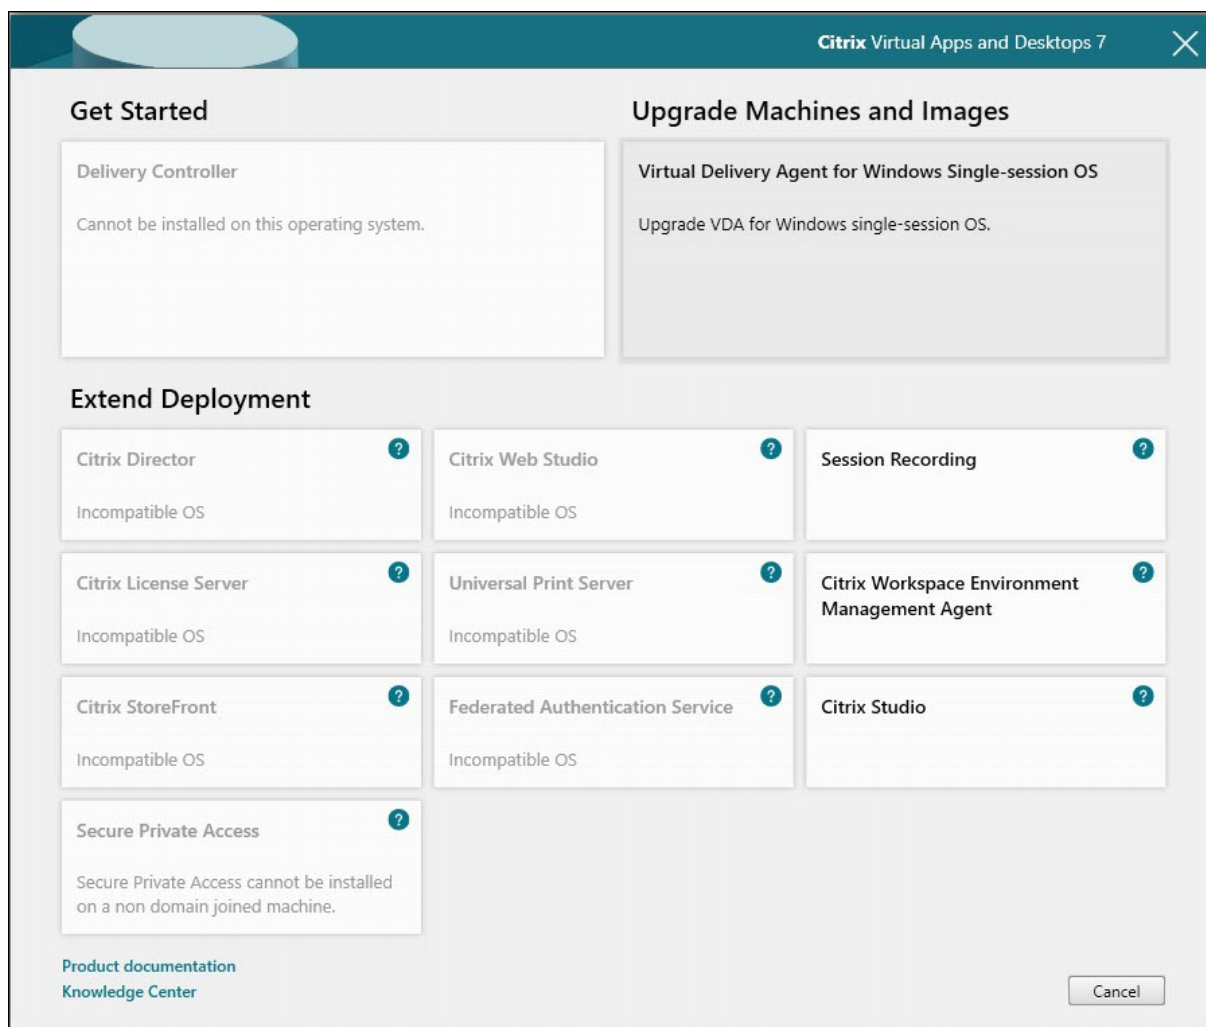 Citrix Virtual Apps and Desktops 7
Get Started
Upgrade Machines and Images
Delivery Controller
Cannot be installed on this operating system.
Virtual Delivery Agent for Windows Single-session OS
Upgrade VDA for Windows single-session OS.
Extend Deployment
Citrix Director
?
Incompatible OS
Citrix Web Studio
?
Incompatible OS
Session Recording
?
Citrix License Server
?
Incompatible OS
Universal Print Server
?
Incompatible OS
Citrix Workspace Environment
Management Agent
?
Citrix StoreFront
?
Incompatible OS
Federated Authentication Service
?
Incompatible OS
Citrix Studio
?
Secure Private Access
?
Secure Private Access cannot be installed
on a non domain joined machine.
Product documentation
Knowledge Center
Cancel